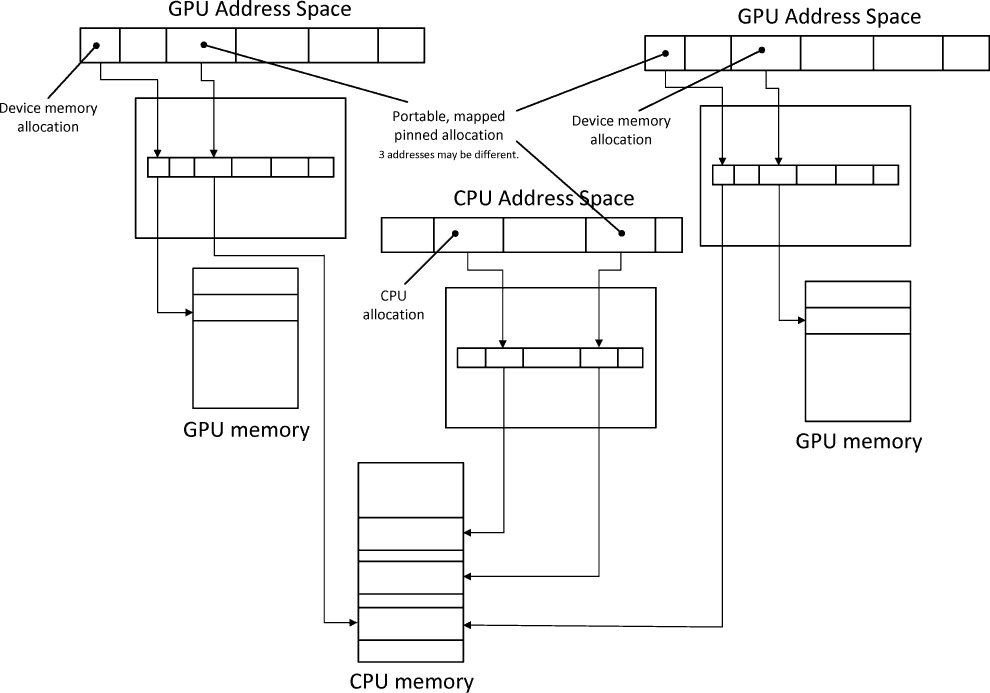 GPU Address Space
GPU Address Space
Device memory
allocation
Portable, mapped
pinned allocation
3 addresses may be different.
Device memory
allocation
CPU Address Space
CPU
allocation
GPU memory
GPU memory
CPU memory